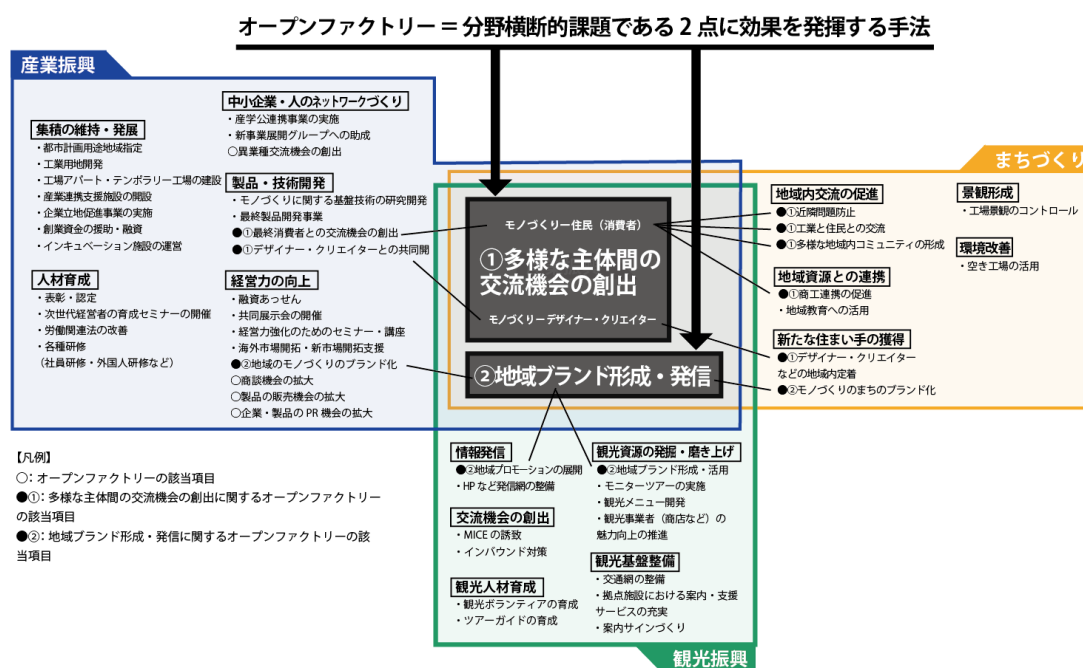 オープンファクトリー＝分野横断的課題である2点に効果を発揮する手法
産業振興
集積の維持・発展
・都市計画用途地域指定
・工業用地開発
・工場アパート・テンポラリー工場の建設
・産業連携支援施設の開設
・企業立地促進事業の実施
・創業資金の援助・融資
・インキュベーション施設の運営
人材育成
・表彰・認定
・次世代経営者の育成セミナーの開催
・労働関連法の改善
・各種研修
（社員研修・外国人研修など）
中小企業・人のネットワークづくり
・産学公連携事業の実施
・新事業展開グループへの助成
○異業種交流機会の創出
製品・技術開発
・モノづくりに関する基盤技術の研究開発
・最終製品開発事業
●①最終消費者との交流機会の創出
●①デザイナー・クリエイターとの共同開
経営力の向上
・融資あっせん
・共同展示会の開催
・経営力強化のためのセミナー・講座
・海外市場開拓・新市場開拓支援
●②地域のモノづくりのブランド化
○商談機会の拡大
○製品の販売機会の拡大
○企業・製品のPR機会の拡大
モノづくりー住民（消費者）
①多様な主体間の
交流機会の創出
モノづくりーデザイナー・クリエイター
②地域ブランド形成・発信
まちづくり
地域内交流の促進
●①近隣問題防止
●①工業と住民との交流
●①多様な地域内コミュニティの形成
地域資源との連携
●①商工連携の促進
・地域教育への活用
新たな住まい手の獲得
●①デザイナー・クリエイター
などの地域内定着
●②モノづくりのまちのブランド化
景観形成
・工場景観のコントロール
環境改善
・空き工場の活用
情報発信
●②地域プロモーションの展開
・HPなど発信網の整備
交流機会の創出
・MICEの誘致
・インバウンド対策
観光人材育成
・観光ボランティアの育成
・ツアーガイドの育成
観光資源の発掘・磨き上げ
●②地域ブランド形成・活用
・モニターツアーの実施
・観光メニュー開発
・観光事業者（商店など）の
魅力向上の推進
観光基盤整備
・交通網の整備
・拠点施設における案内・支援
サービスの充実
・案内サインづくり
観光振興
【凡例】
○：オープンファクトリーの該当項目
●①：多様な主体間の交流機会の創出に関するオープンファクトリー
の該当項目
●②：地域ブランド形成・発信に関するオープンファクトリーの該
当項目